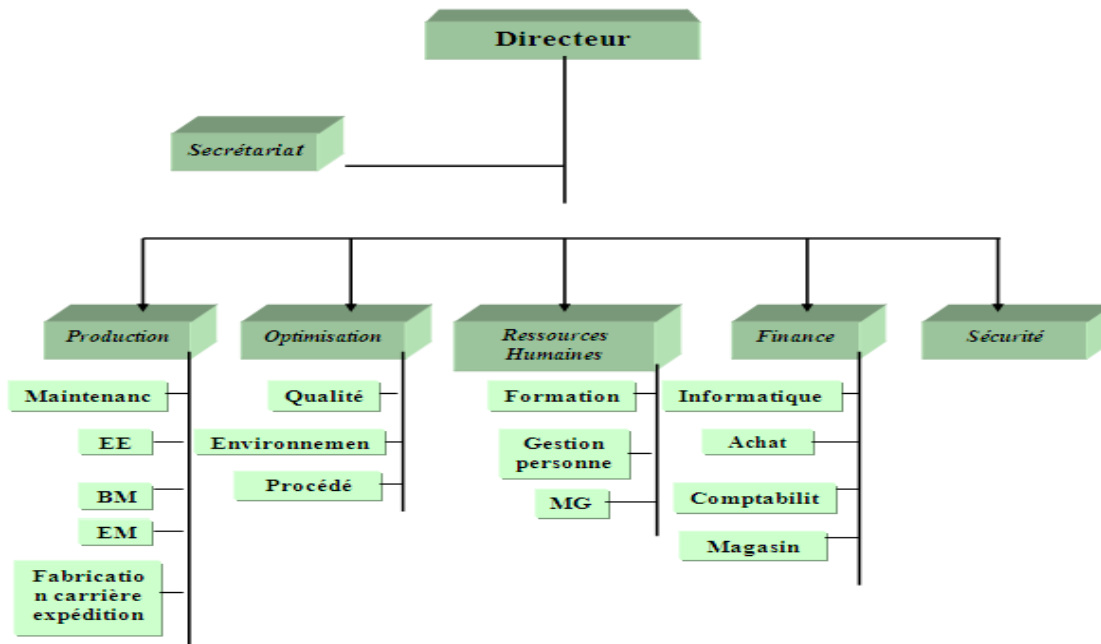 Directeur
Secrétariat
Production
Optimisation
Ressources
Humaines
Finance
Sécurité
Maintenanc
EE
BM
EM
Fabricatio
n carrière
expédition
Qualité
Environnemen
Procédé
Formation
Gestion
personne
MG
Informatique
Achat
Comptabilit
Magasin